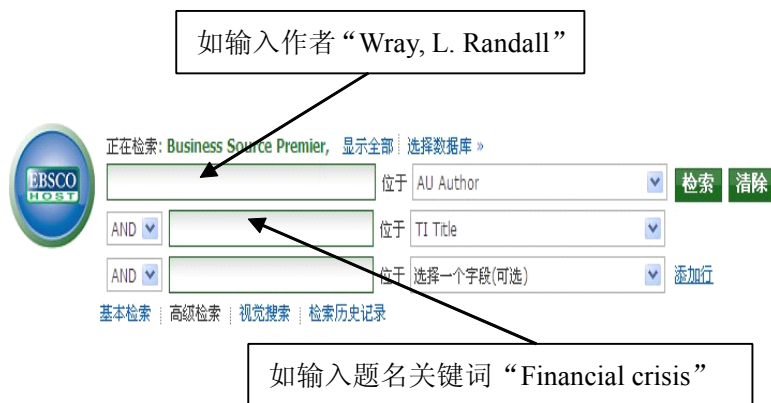 如输入作者“Wray, L. Randall”
正在检索: Business Source Premier, 显示全部 选择数据库 »
EBSCO HOST
位于 AU Author 检索 清除
AND 位于 TI Title
AND 位于 选择一个字段(可选) 添加行
基本检索 高级检索 视觉搜索 检索历史记录
如输入题名关键词“Financial crisis”